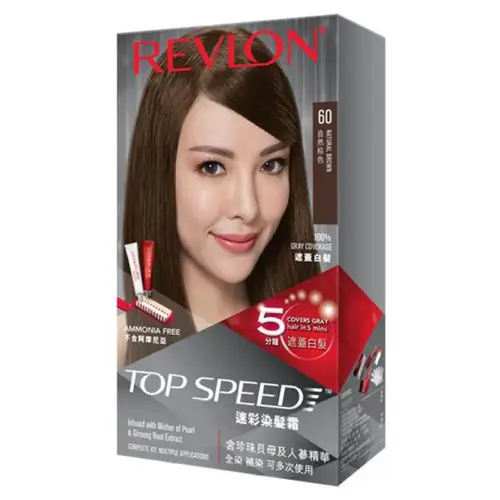 REVLON
60
NATURAL BROWN
自然棕色
100%
GRAY COVERAGE
遮蓋白髮
AMMONIA FREE
不含阿摩尼亞
5
分鐘
COVERS GRAY
hair in 5 mins
遮蓋白髮
TOP SPEED™
速彩染髮霜
Infused with Mother of Pearl
& Ginseng Root Extract
COMPLETE KIT, MULTIPLE APPLICATIONS
含珍珠貝母及人蔘精華
全染 補染 可多次使用